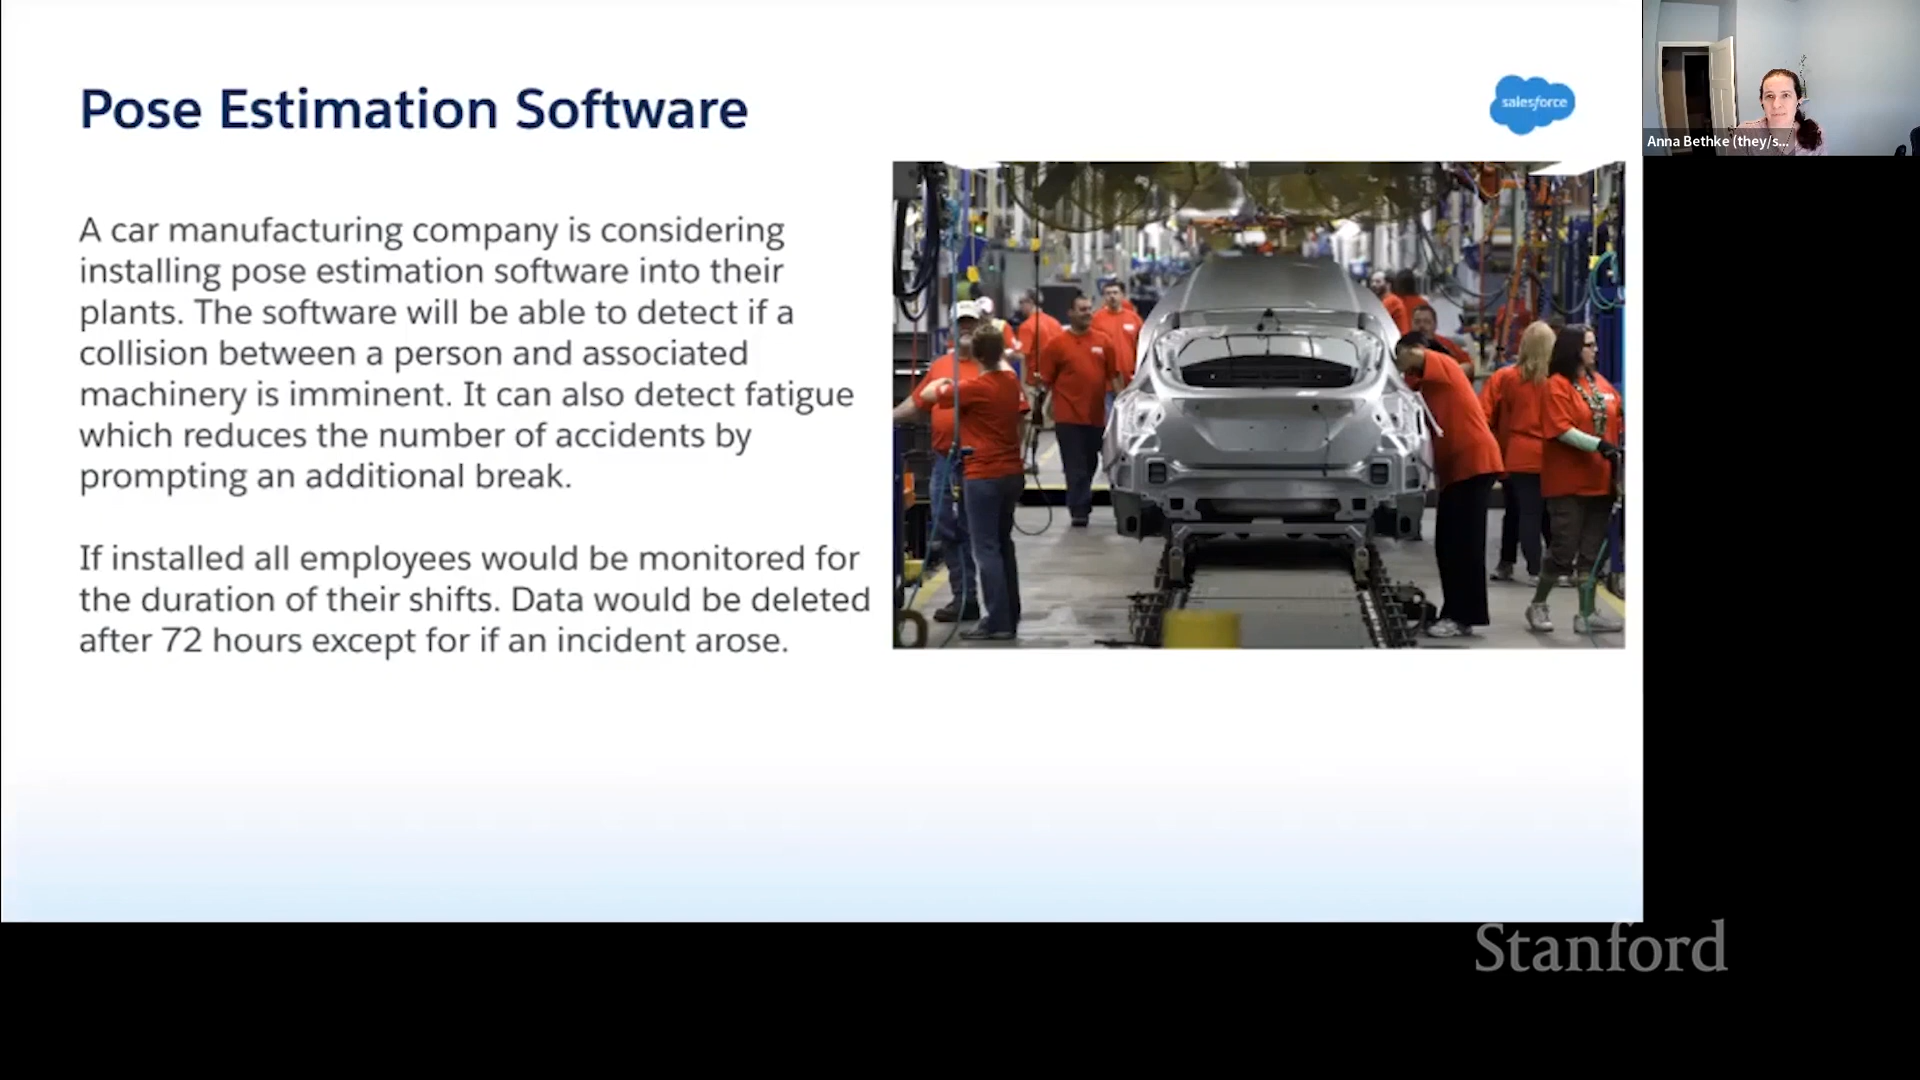 Pose Estimation Software
salesforce
Anna Bethke (they/s...
A car manufacturing company is considering
installing pose estimation software into their
plants. The software will be able to detect if a
collision between a person and associated
machinery is imminent. It can also detect fatigue
which reduces the number of accidents by
prompting an additional break.
If installed all employees would be monitored for
the duration of their shifts. Data would be deleted
after 72 hours except for if an incident arose.
Stanford